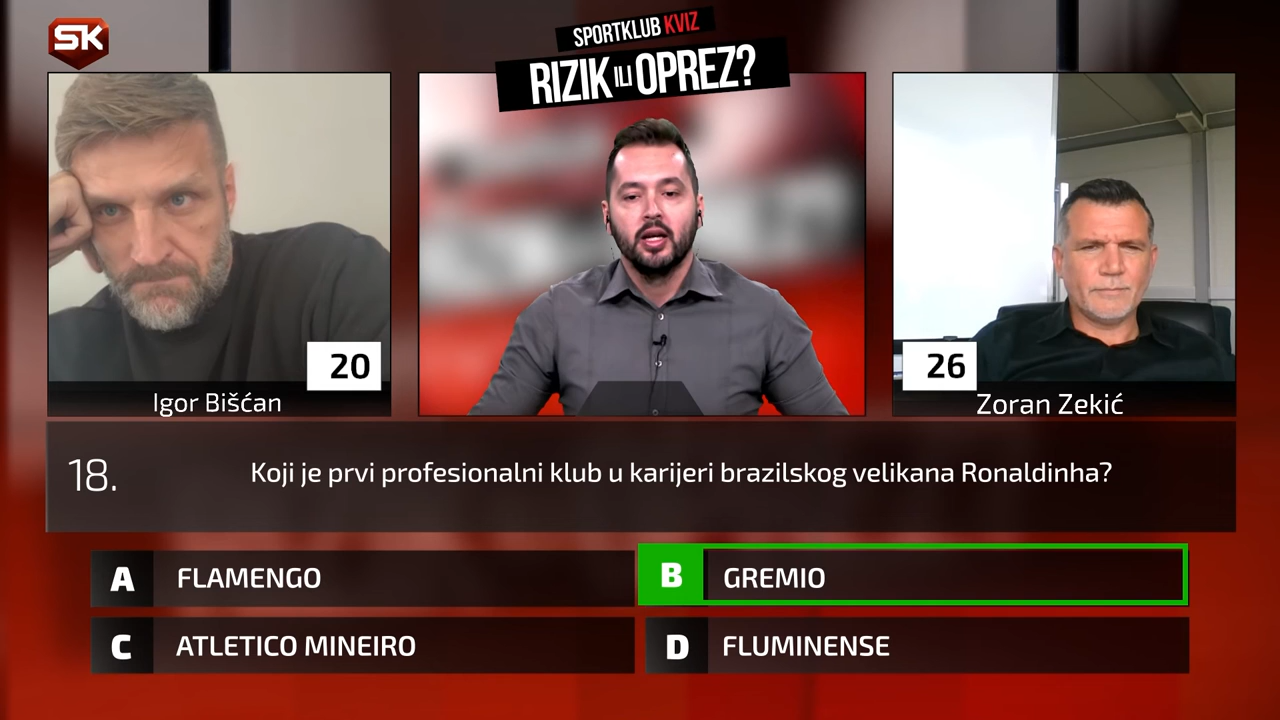 SK
SPORTKLUB KVIZ
RIZIK ILI OPREZ?
20
Igor Bišćan
26
Zoran Zekić
18.
Koji je prvi profesionalni klub u karijeri brazilskog velikana Ronaldinha?
A FLAMENGO
B GREMIO
C ATLETICO MINEIRO
D FLUMINENSE